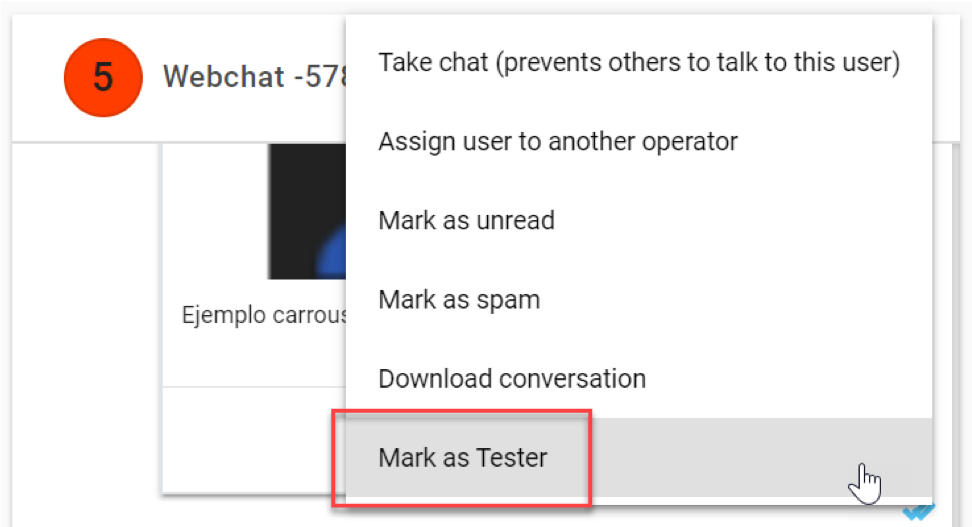 5
Webchat -578
Take chat (prevents others to talk to this user)
Assign user to another operator
Mark as unread
Mark as spam
Ejemplo carrous
Download conversation
Mark as Tester